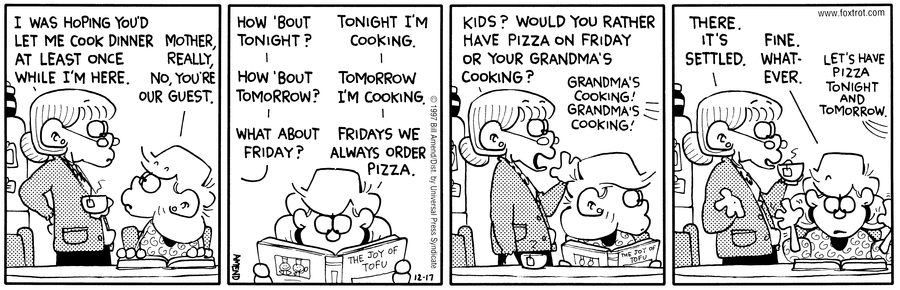 I WAS HOPING YOU'D
LET ME COOK DINNER
AT LEAST ONCE
WHILE I'M HERE.
MOTHER,
REALLY,
NO, YOU'RE
OUR GUEST.
AMEND
HOW 'BOUT
TONIGHT?
TONIGHT I'M
COOKING.
HOW 'BOUT
TOMORROW?
TOMORROW
I'M COOKING.
WHAT ABOUT
FRIDAY?
FRIDAYS WE
ALWAYS ORDER
PIZZA.
THE JOY OF
TOFU
12-17
© 1997 Bill Amend/Dist. by Universal Press Syndicate
KIDS? WOULD YOU RATHER
HAVE PIZZA ON FRIDAY
OR YOUR GRANDMA'S
COOKING?
GRANDMA'S
COOKING!
GRANDMA'S
COOKING!
THE JOY OF
TOFU
www.foxtrot.com
THERE.
IT'S
SETTLED.
FINE.
WHAT-
EVER.
LET'S HAVE
PIZZA
TONIGHT
AND
TOMORROW.